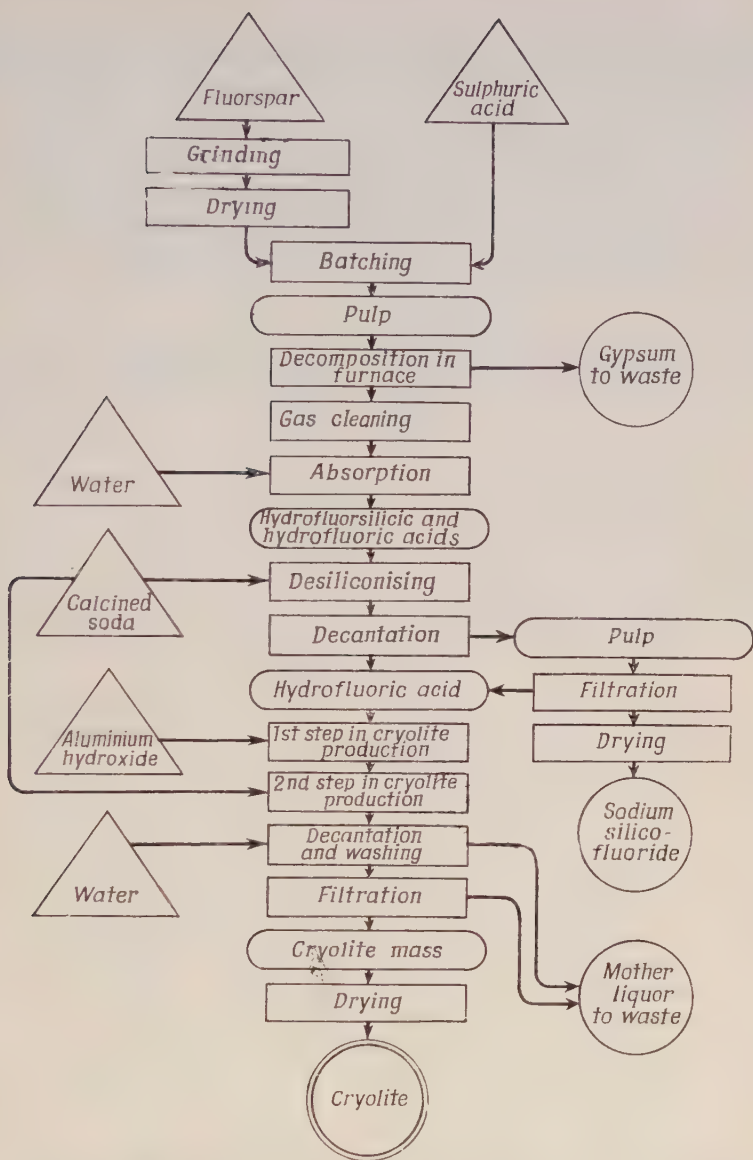 Fluorspar
Sulphuric
acid
Grinding
Drying
Batching
Pulp
Decomposition in
furnace
Gypsum
to waste
Gas cleaning
Water
Absorption
Hydrofluorsilicic and
hydrofluoric acids
Calcined
soda
Desiliconising
Decantation
Pulp
Hydrofluoric acid
Filtration
Aluminium
hydroxide
1st step in cryolite
production
Drying
2nd step in cryolite
production
Sodium
silico-
fluoride
Water
Decantation
and washing
Filtration
Cryolite mass
Mother
liquor
to waste
Drying
Cryolite